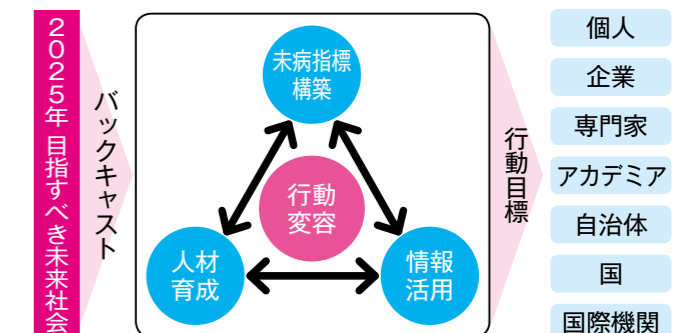 2025年 目指すべき未来社会
バックキャスト
未病指標
構築
行動
変容
人材
育成
情報
活用
行動目標
個人
企業
専門家
アカデミア
自治体
国
国際機関